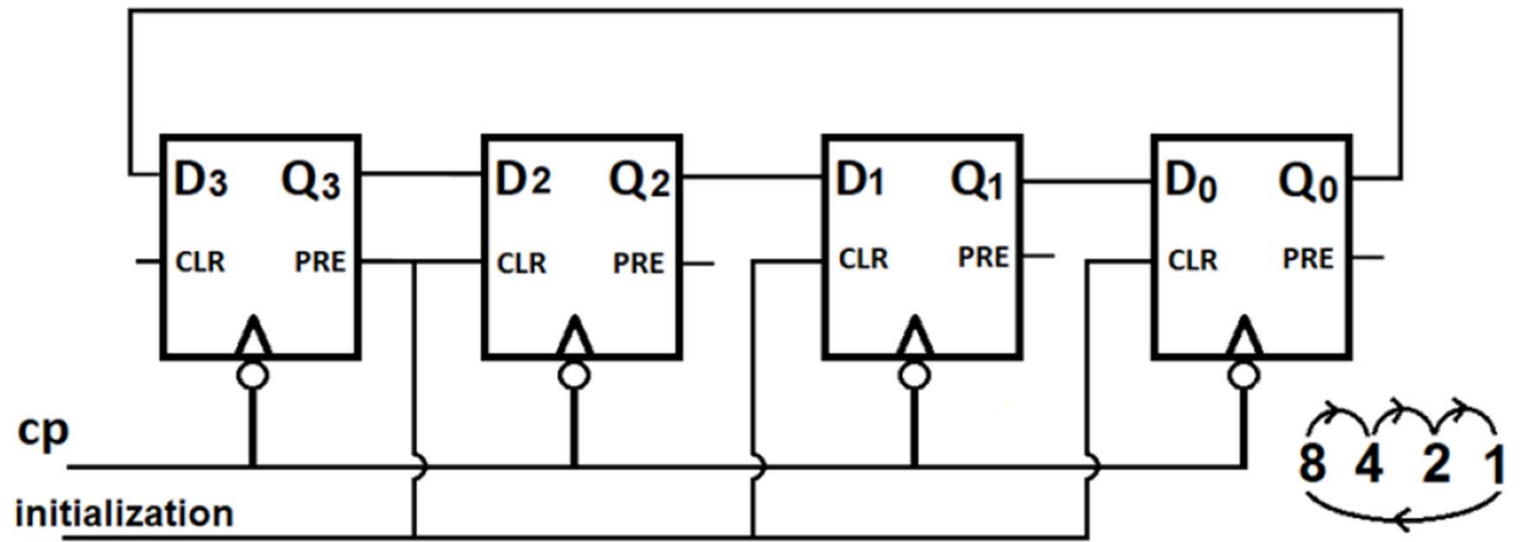 D3 Q3 D2 Q2 D1 Q1 D0 Q0
CLR PRE CLR PRE CLR PRE CLR PRE
cp
8 4 2 1
initialization